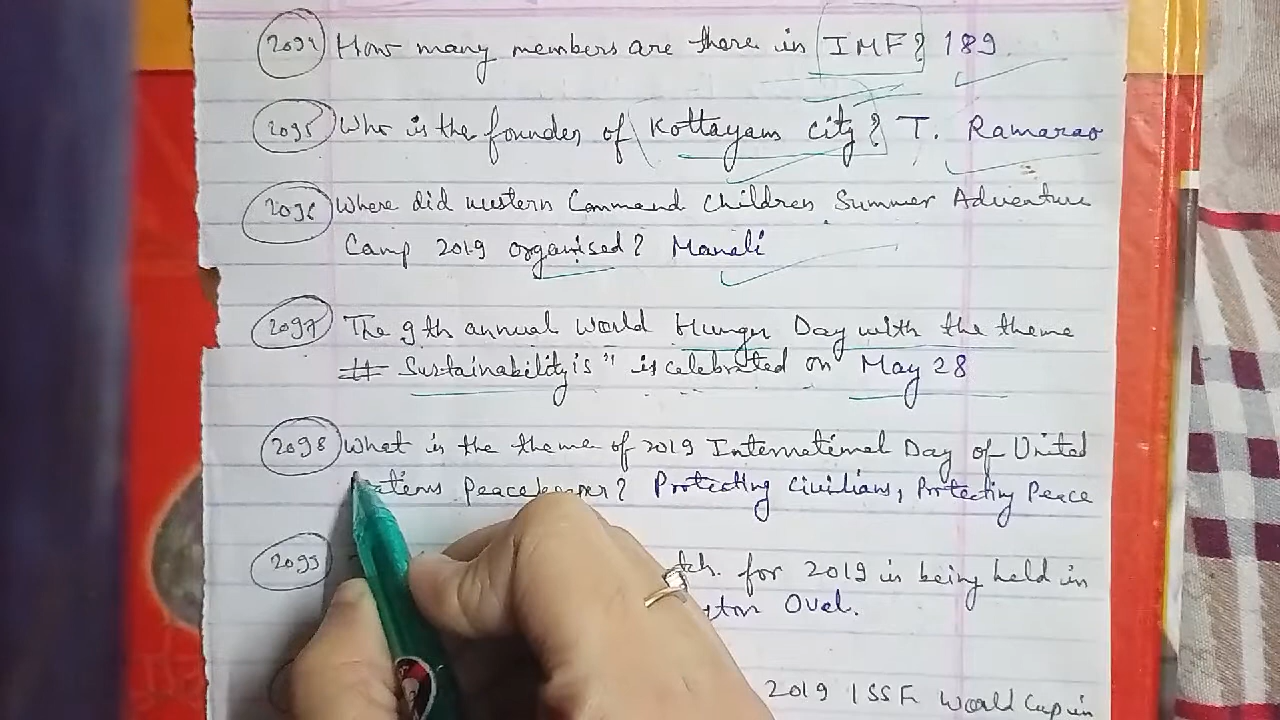 2094 How many members are there in IMF? 189
2095 Who is the founder of Kottayam city? T. Ramarao
2096 Where did western Command Children Summer Adventure
Camp 2019 organised? Manali
2097 The 9th annual World Hunger Day with the theme
# Sustainability is" is celebrated on May 28
2098 What is the theme of 2019 International Day of United
Peacekeeper? Protecting Civilians, Protecting Peace
2099 for 2019 is being held in
Oval.
2019 ISSF World Cup in